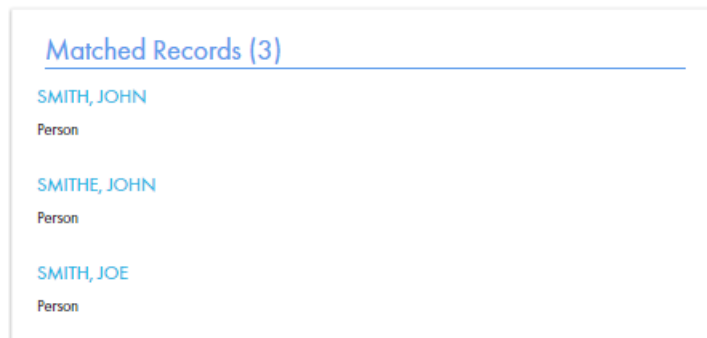 Matched Records (3)
SMITH, JOHN
Person
SMITHE, JOHN
Person
SMITH, JOE
Person